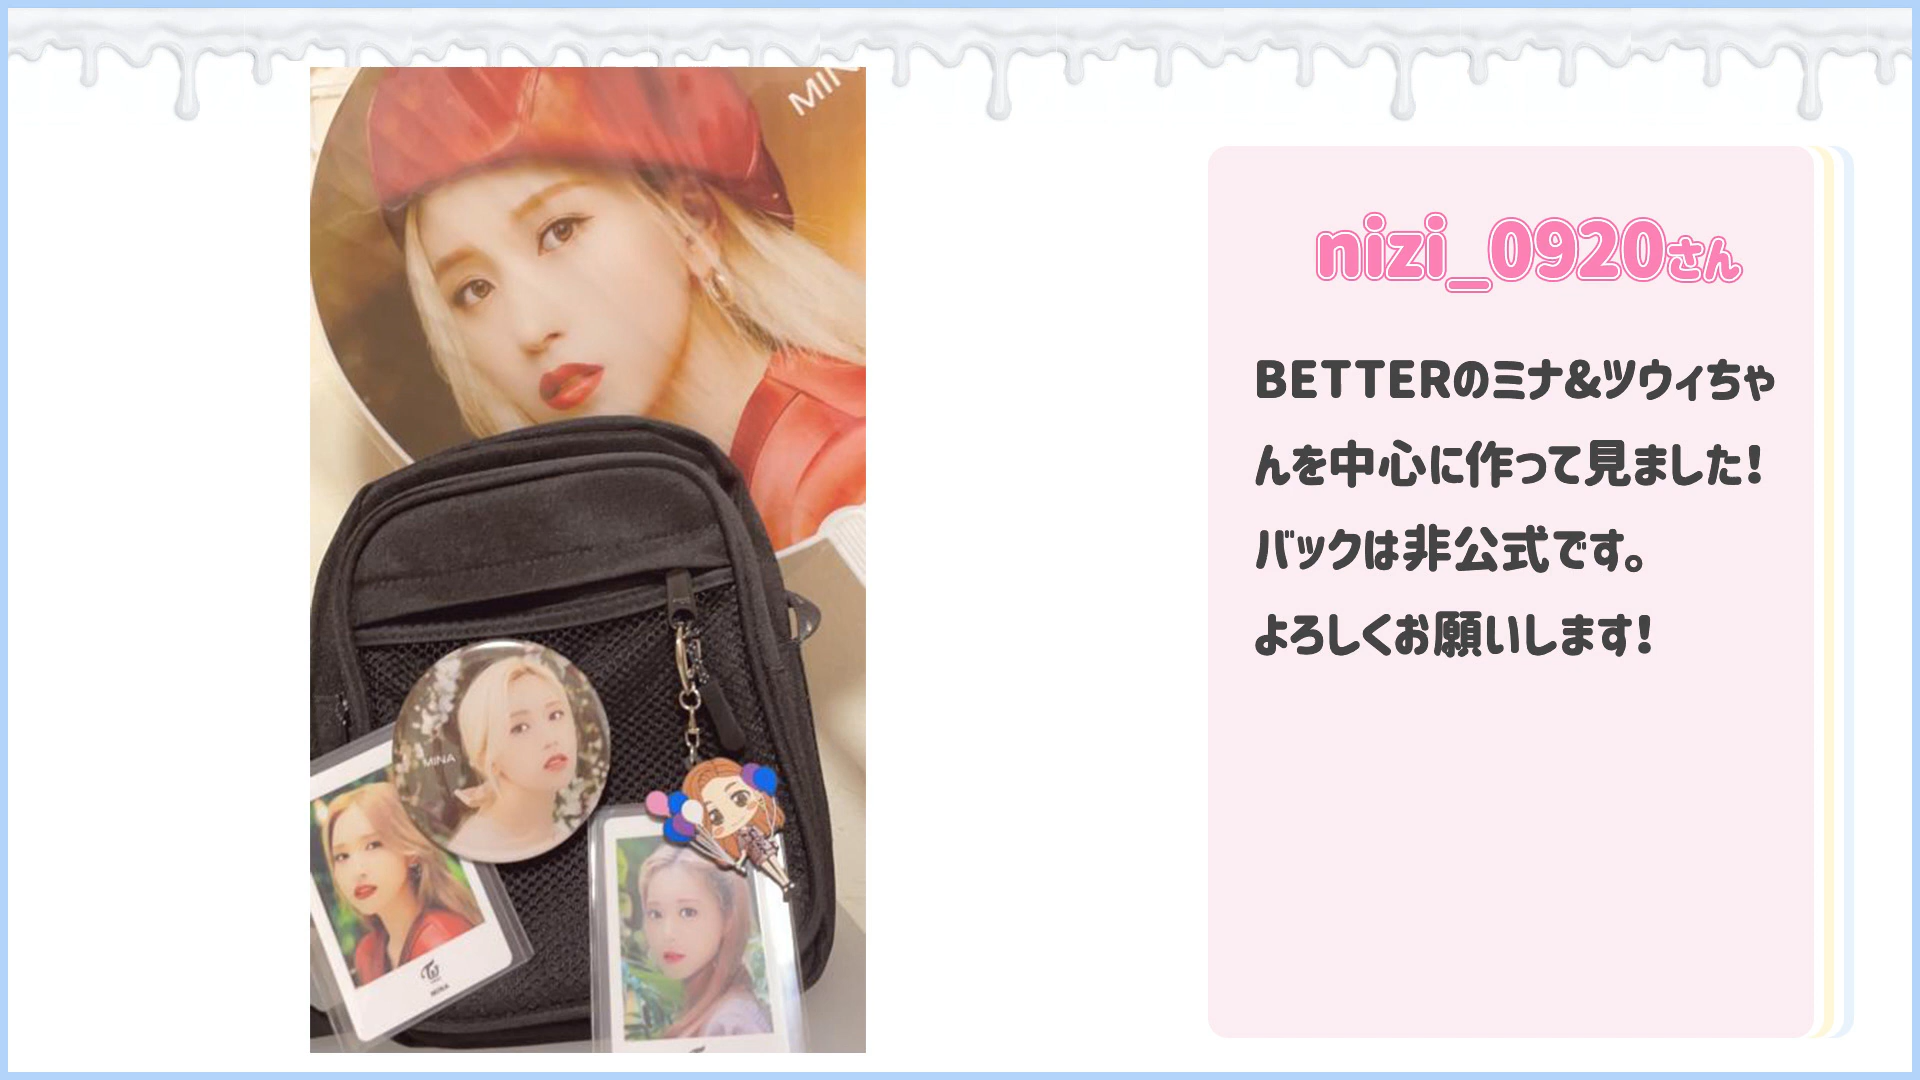 MIN
nizi_0920さん
BETTERのミナ&ツウィちゃ
んを中心に作って見ました!
バックは非公式です。
よろしくお願いします!
MINA
MINA